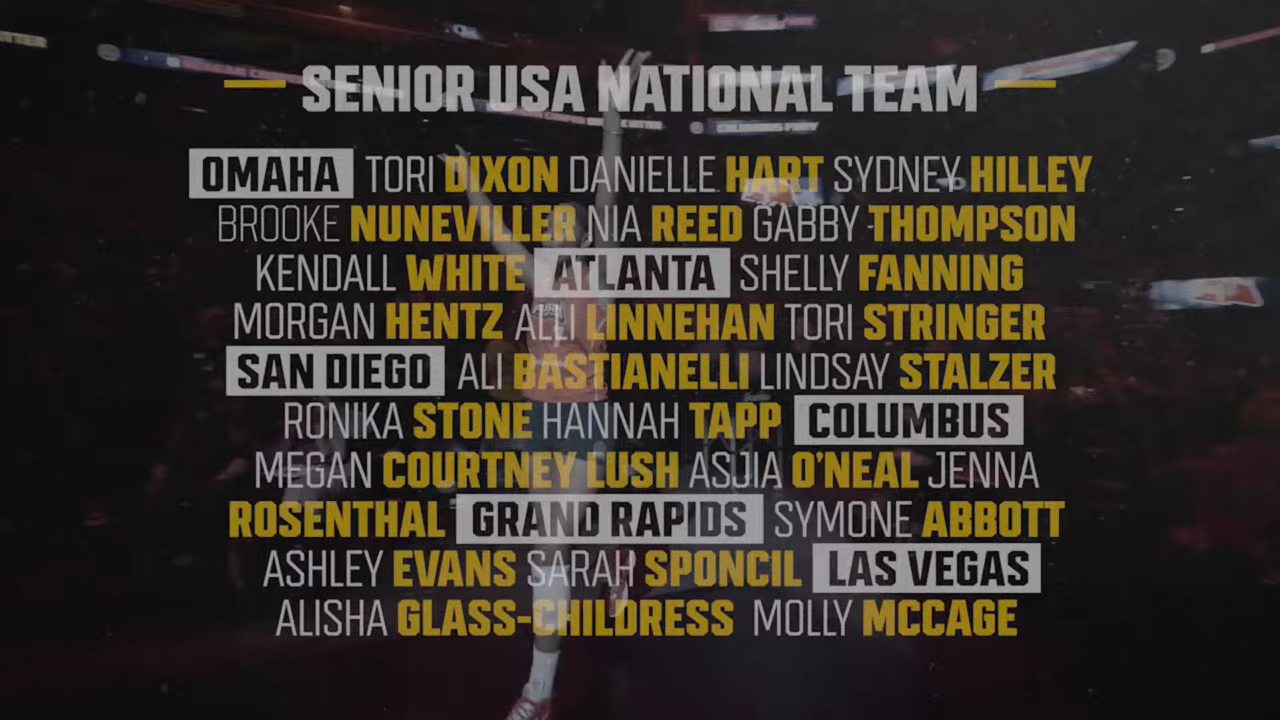 SENIOR USA NATIONAL TEAM
OMAHA TORI DIXON DANIELLE HART SYDNEY HILLEY
BROOKE NUNEVILLER NIA REED GABBY THOMPSON
KENDALL WHITE ATLANTA SHELLY FANNING
MORGAN HENTZ ALLI LINNEHAN TORI STRINGER
SAN DIEGO ALI BASTIANELLI LINDSAY STALZER
RONIKA STONE HANNAH TAPP COLUMBUS
MEGAN COURTNEY LUSH ASJIA O'NEAL JENNA
ROSENTHAL GRAND RAPIDS SYMONE ABBOTT
ASHLEY EVANS SARAH SPONCIL LAS VEGAS
ALISHA GLASS-CHILDRESS MOLLY MCCAGE